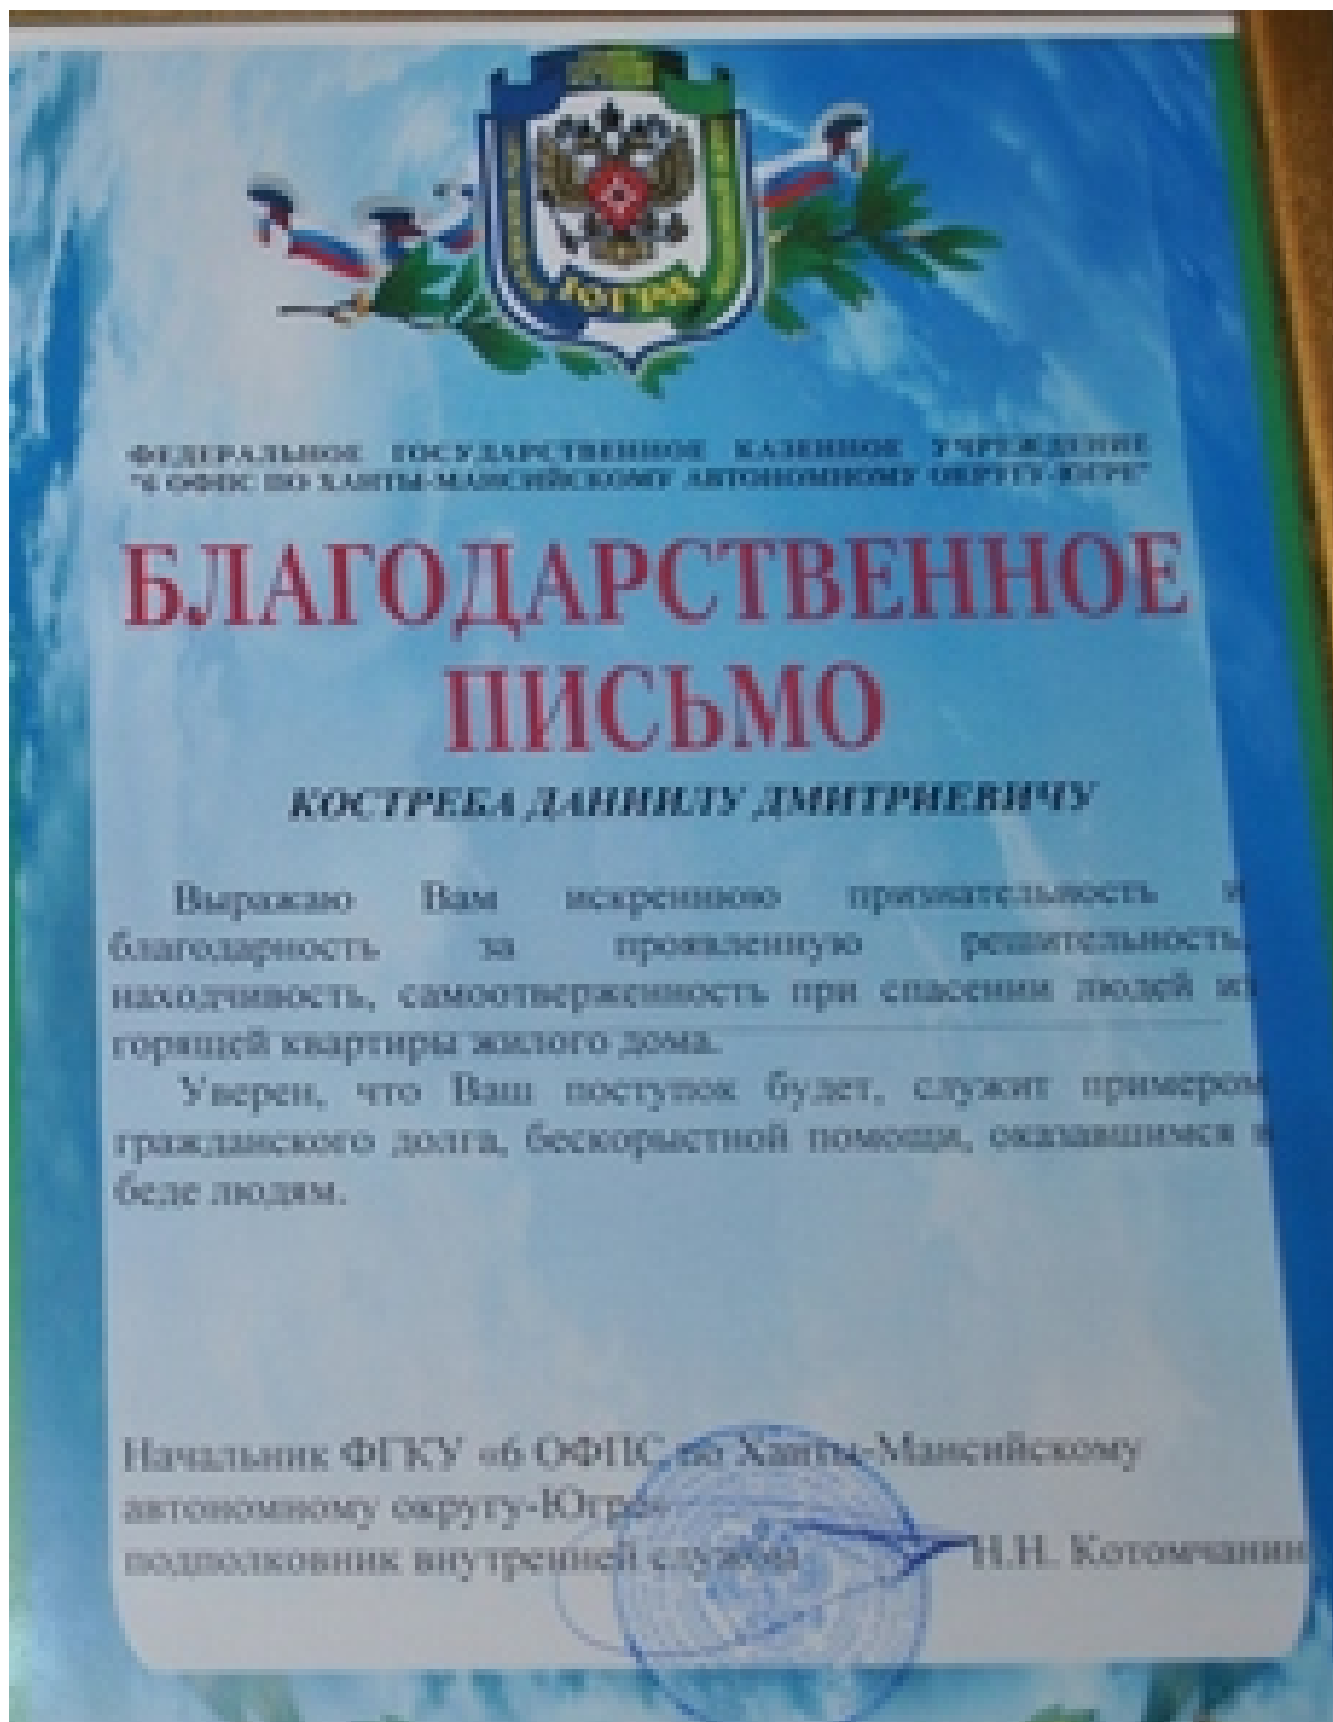 ЮГРА
ФЕДЕРАЛЬНОЕ ГОСУДАРСТВЕННОЕ КАЗЕННОЕ УЧРЕЖДЕНИЕ
"6 ОФПС ПО ХАНТЫ-МАНСИЙСКОМУ АВТОНОМНОМУ ОКРУГУ-ЮГРЕ"
БЛАГОДАРСТВЕННОЕ
ПИСЬМО
КОСТРЕБА ДАНИИЛУ ДМИТРИЕВИЧУ
Выражаю Вам искреннюю признательность и
благодарность за проявленную решительность,
находчивость, самоотверженность при спасении людей из
горящей квартиры жилого дома.
Уверен, что Ваш поступок будет, служит примером
гражданского долга, бескорыстной помощи, оказавшимся в
беде людям.
Начальник ФГКУ «6 ОФПС по Ханты-Мансийскому
автономному округу-Югре»
подполковник внутренней службы Н.Н. Котомчанин